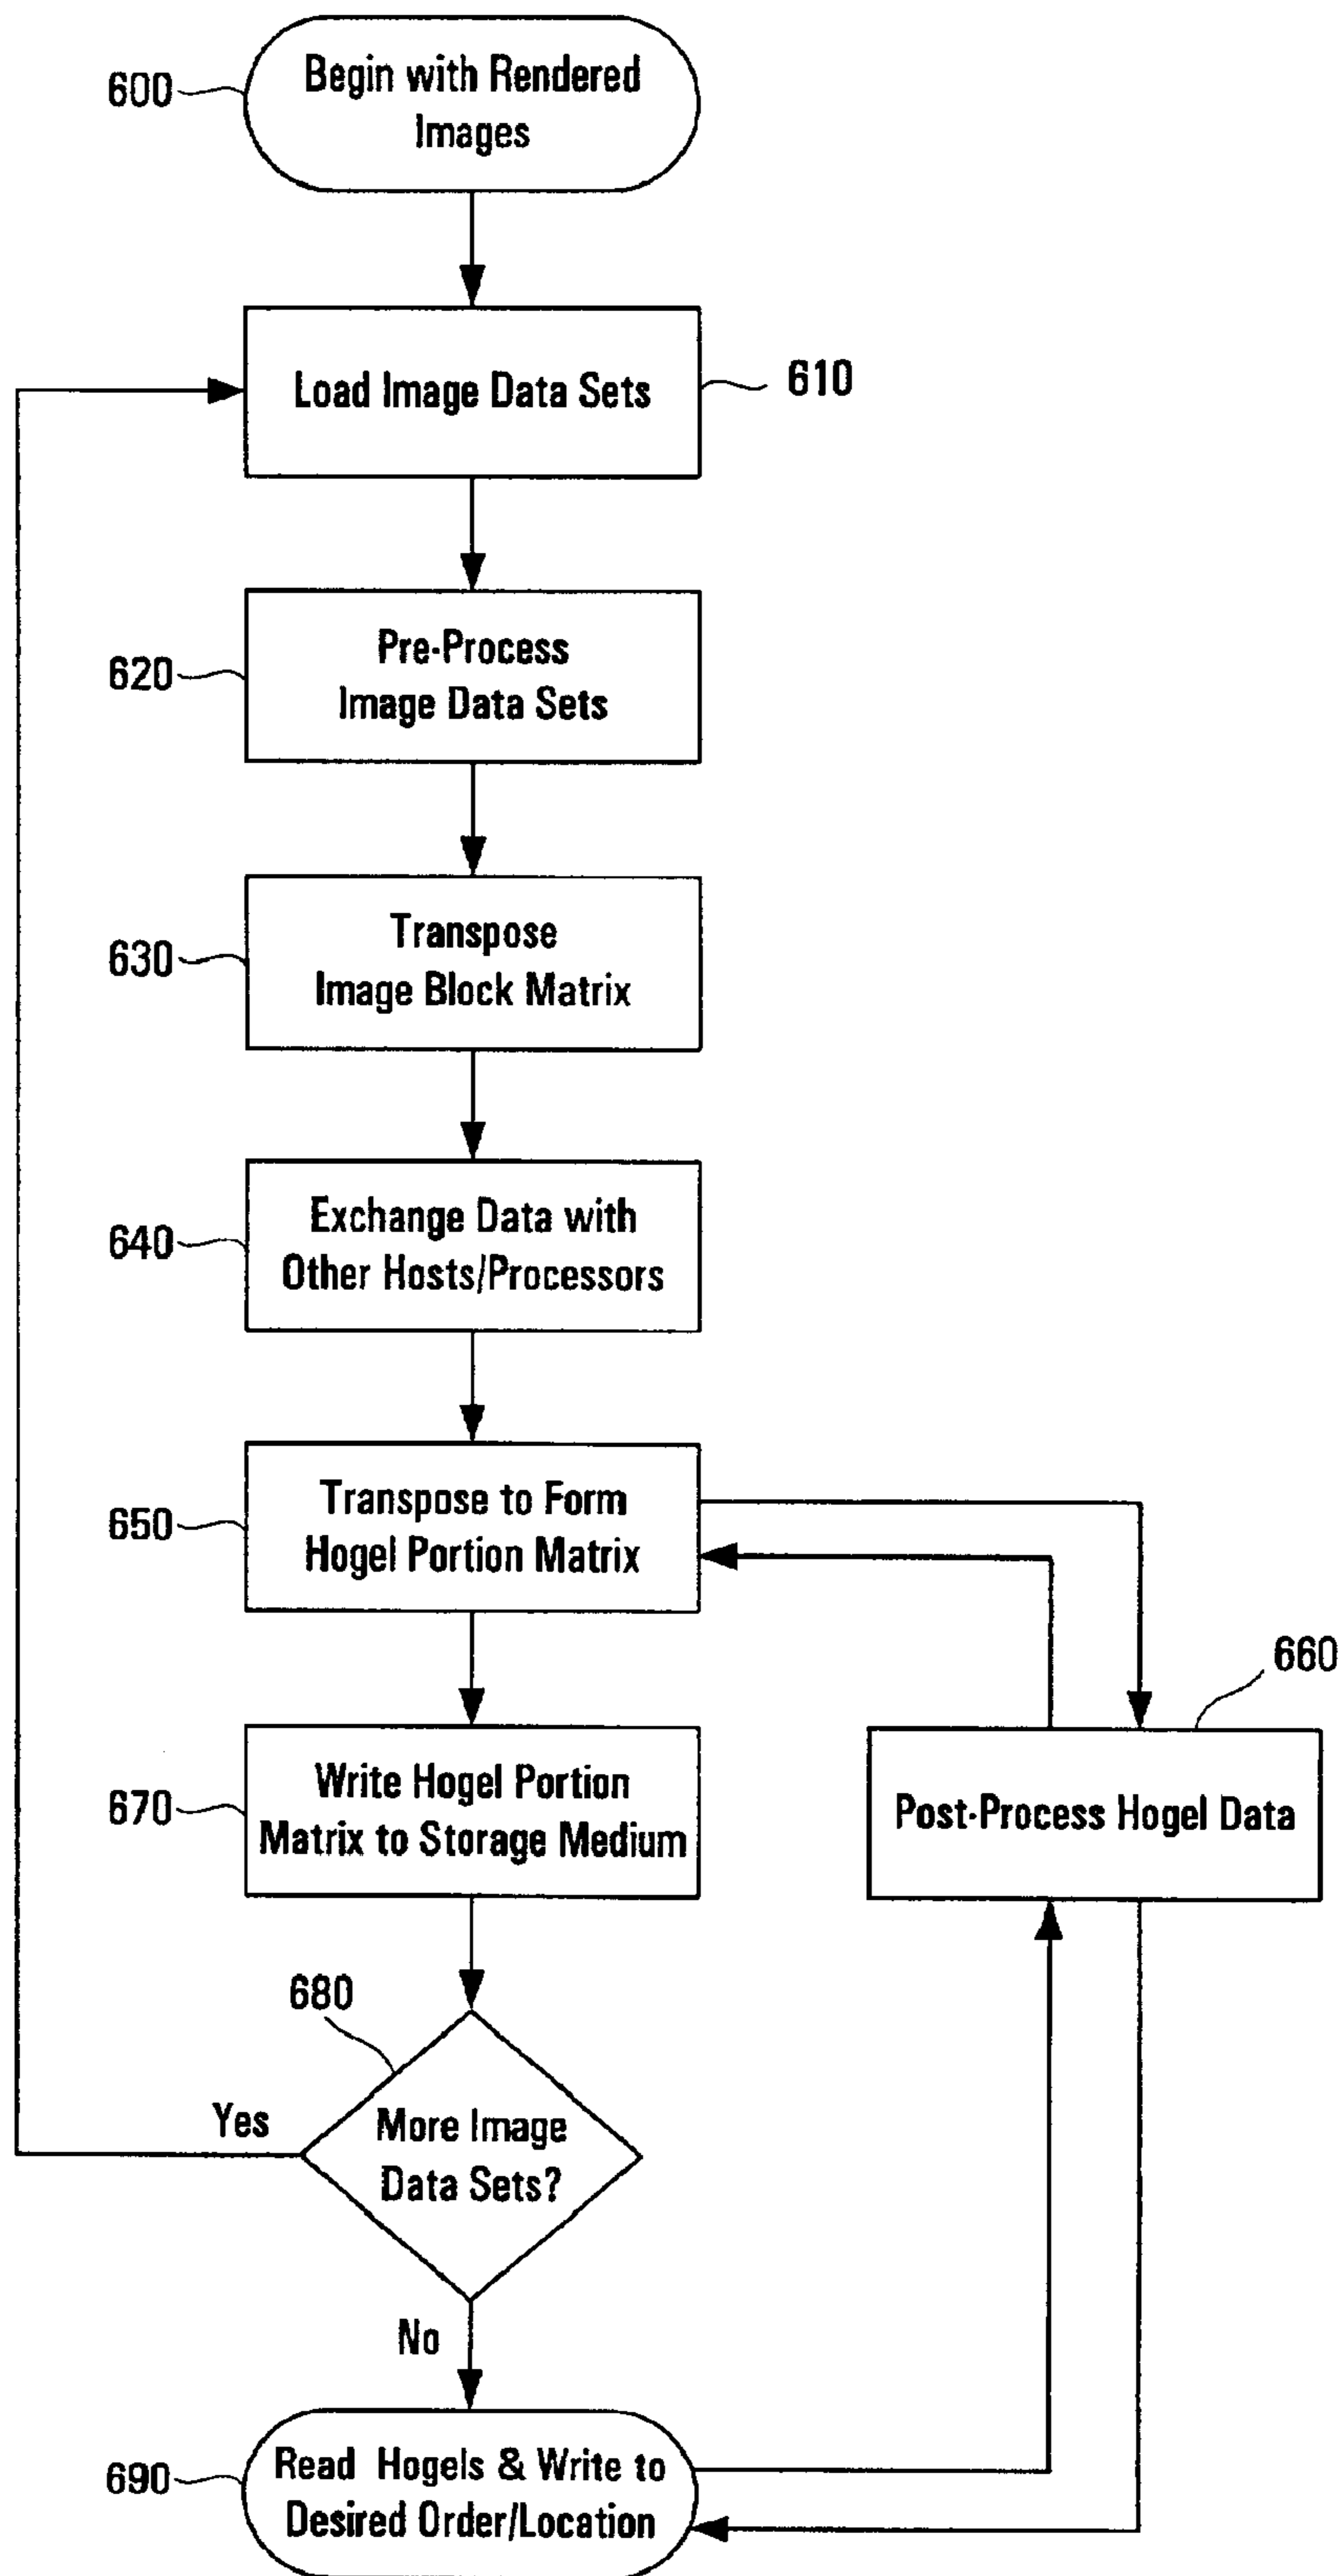 600
Begin with Rendered
Images
Load Image Data Sets
610
620
Pre-Process
Image Data Sets
630
Transpose
Image Block Matrix
640
Exchange Data with
Other Hosts/Processors
650
Transpose to Form
Hogel Portion Matrix
660
Post-Process Hogel Data
670
Write Hogel Portion
Matrix to Storage Medium
680
More Image
Data Sets?
Yes
No
690
Read Hogels & Write to
Desired Order/Location